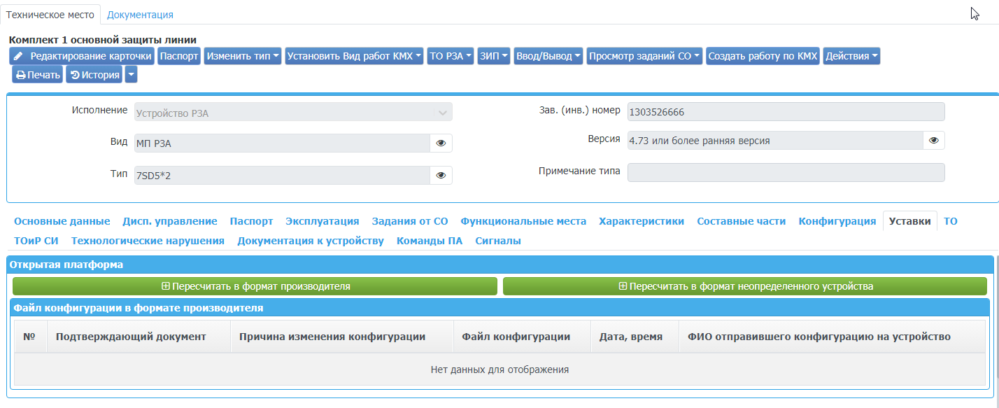 Техническое место Документация
Комплект 1 основной защиты линии
Редактирование карточки Паспорт Изменить тип Установить Вид работ КМХ ТО РЗА ЗИП Ввод/Вывод Просмотр заданий СО Создать работу по КМХ Действия
Печать История
Исполнение Устройство РЗА Зав. (инв.) номер 1303526666
Вид МП РЗА Версия 4.73 или более ранняя версия
Тип 7SD5*2 Примечание типа
Основные данные Дисп. управление Паспорт Эксплуатация Задания от СО Функциональные места Характеристики Составные части Конфигурация Уставки ТО
ТОиР СИ Технологические нарушения Документация к устройству Команды ПА Сигналы
Открытая платформа
Пересчитать в формат производителя Пересчитать в формат неопределенного устройства
Файл конфигурации в формате производителя
№ Подтверждающий документ Причина изменения конфигурации Файл конфигурации Дата, время ФИО отправившего конфигурацию на устройство
Нет данных для отображения